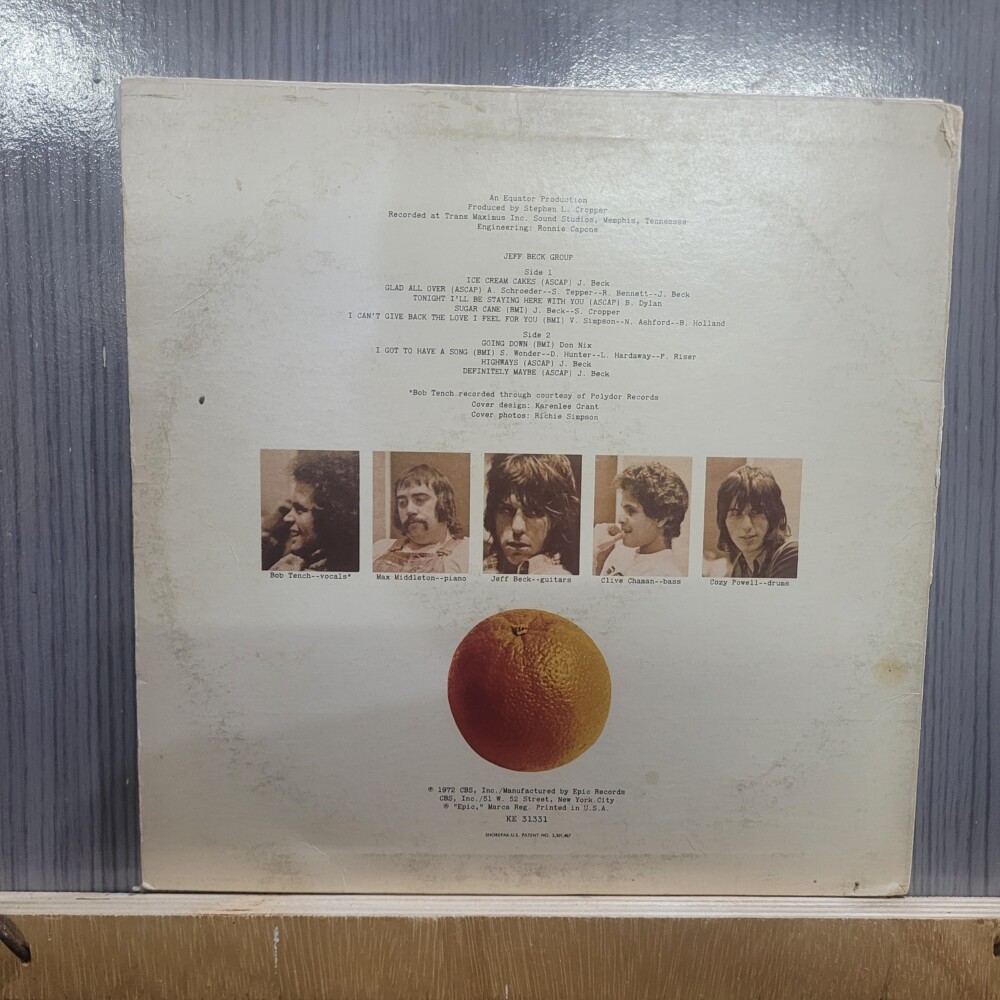 An Equator Production
Produced by Stephen L. Cropper
Recorded at Trans Maximus Inc. Sound Studios, Memphis, Tennessee
Engineering: Ronnie Capone
JEFF BECK GROUP
Side 1
ICE CREAM CAKES (ASCAP) J. Beck
GLAD ALL OVER (ASCAP) A. Schroeder--S. Tepper--R. Bennett--J. Beck
TONIGHT I'LL BE STAYING HERE WITH YOU (ASCAP) B. Dylan
SUGAR CANE (BMI) J. Beck--S. Cropper
I CAN'T GIVE BACK THE LOVE I FEEL FOR YOU (BMI) V. Simpson--N. Ashford--B. Holland
Side 2
GOING DOWN (BMI) Don Nix
I GOT TO HAVE A SONG (BMI) S. Wonder--D. Hunter--L. Hardaway--P. Riser
HIGHWAYS (ASCAP) J. Beck
DEFINITELY MAYBE (ASCAP) J. Beck
*Bob Tench recorded through courtesy of Polydor Records
Cover design: Karenlee Grant
Cover photos: Richie Simpson
Bob Tench--vocals*
Max Middleton--piano
Jeff Beck--guitars
Clive Chaman--bass
Cozy Powell--drums
℗ 1972 CBS, Inc./Manufactured by Epic Records
CBS, Inc./51 W. 52 Street, New York City
® "Epic," Marca Reg. Printed in U.S.A.
KE 31331
SHOREPAK-U.S. PATENT NO. 3,301,467